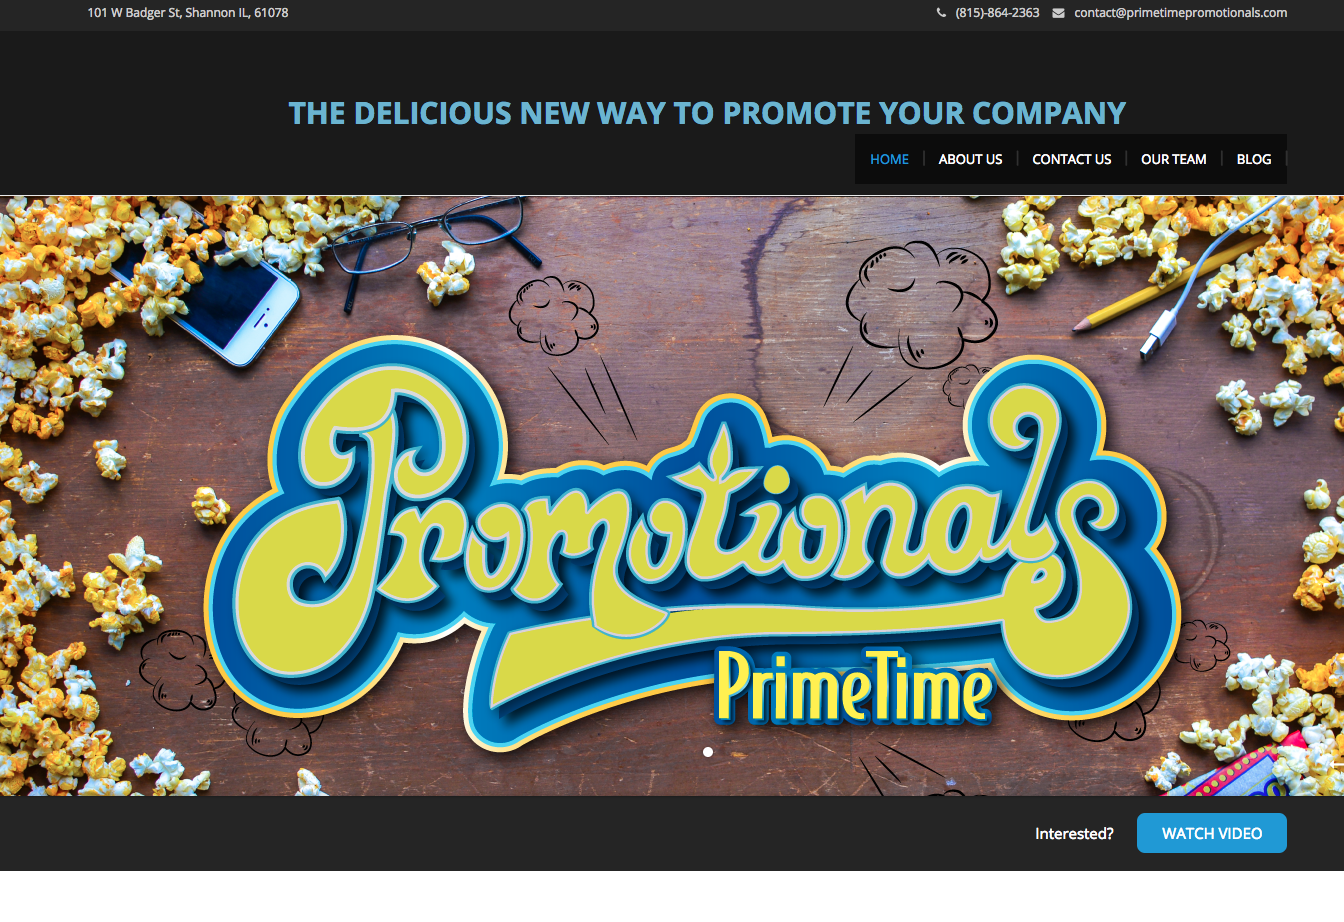 101 W Badger St, Shannon IL, 61078
(815)-864-2363 contact@primetimepromotionals.com
THE DELICIOUS NEW WAY TO PROMOTE YOUR COMPANY
HOME ABOUT US CONTACT US OUR TEAM BLOG
Promotionals
PrimeTime
Interested? WATCH VIDEO